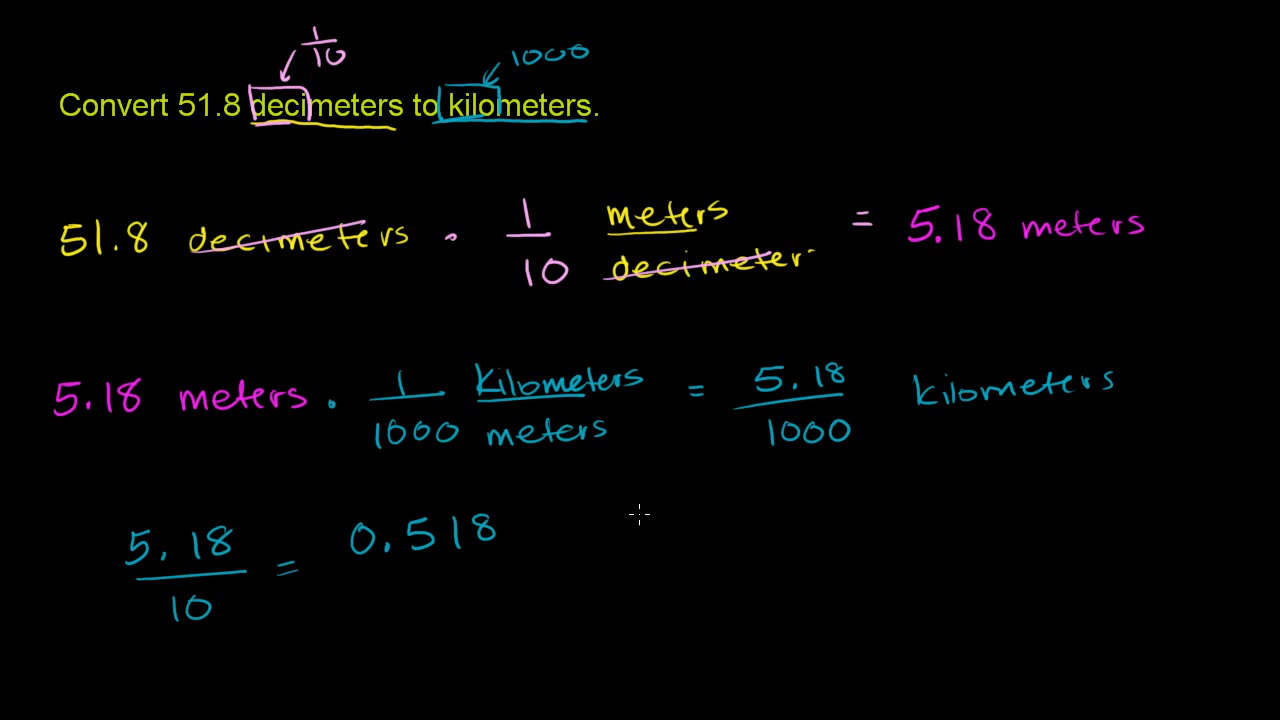 1/10 1000
Convert 51.8 decimeters to kilometers.
51.8 decimeters · 1/10 meters/decimeter = 5.18 meters
5.18 meters · 1/1000 kilometers/meters = 5.18/1000 kilometers
5.18/10 = 0.518